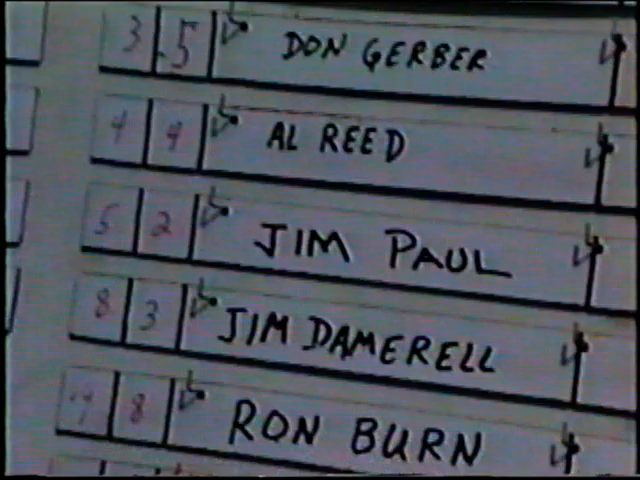 3 5 DON GERBER
4 4 AL REED
5 2 JIM PAUL
8 3 JIM DAMERELL
8 RON BURN